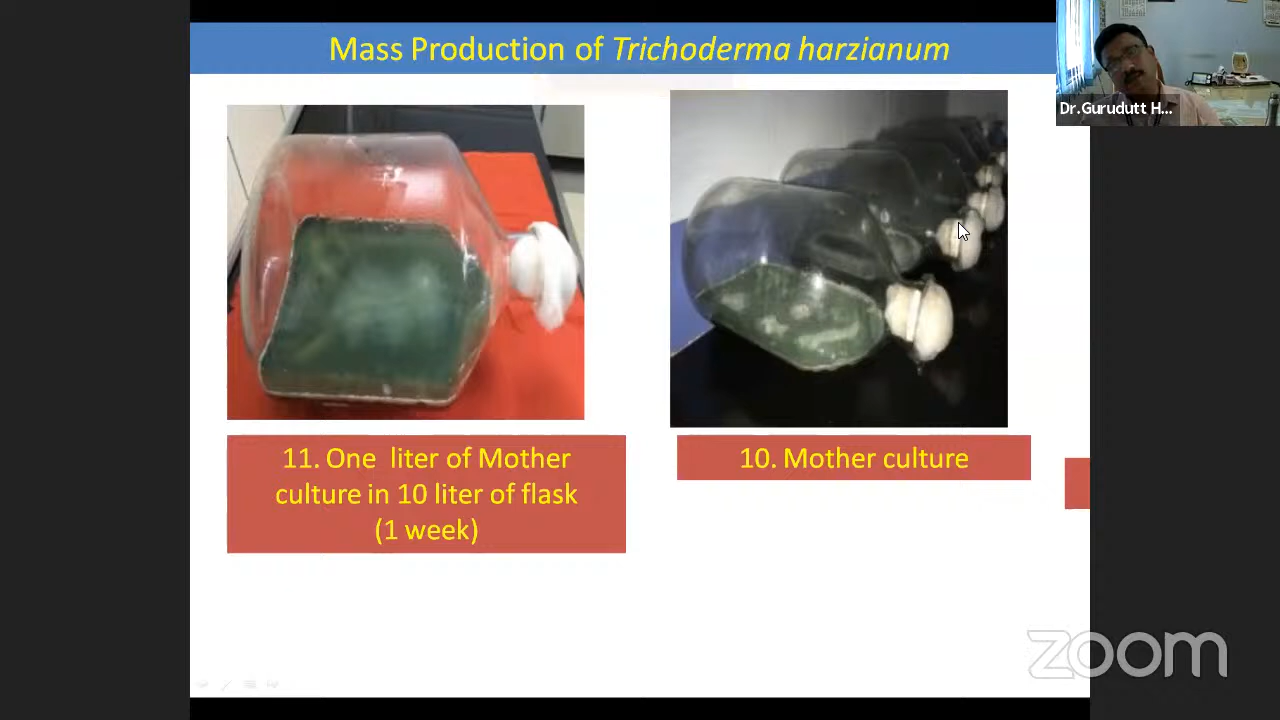 Mass Production of Trichoderma harzianum
Dr.Gurudutt H...
11. One liter of Mother
culture in 10 liter of flask
(1 week)
10. Mother culture
zoom